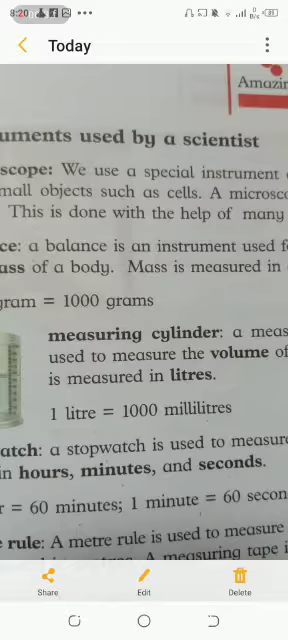 8:20
Today
Amazin
uments used by a scientist
scope: We use a special instrument
mall objects such as cells. A microsc
This is done with the help of many
ce: a balance is an instrument used f
ass of a body. Mass is measured in
gram = 1000 grams
measuring cylinder: a meas
used to measure the volume of
is measured in litres.
1 litre = 1000 millilitres
atch: a stopwatch is used to measure
in hours, minutes, and seconds.
r = 60 minutes; 1 minute = 60 secon
rule: A metre rule is used to measure
A measuring tape i
Share
Edit
Delete